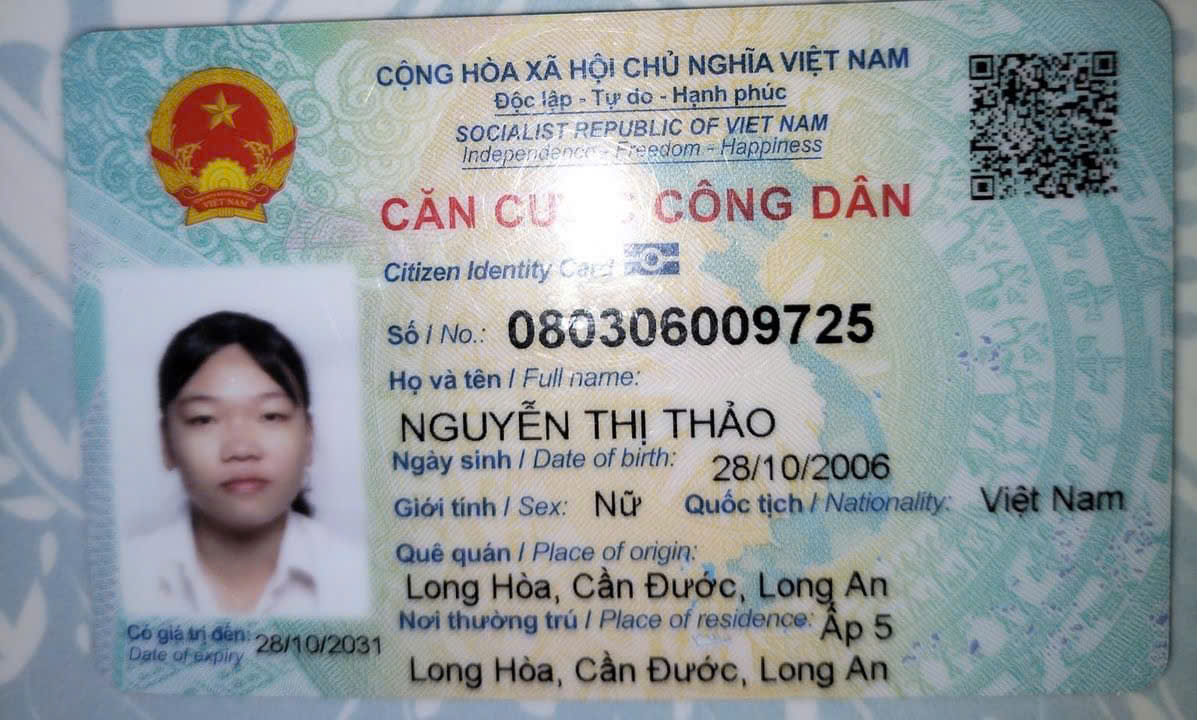 CỘNG HÒA XÃ HỘI CHỦ NGHĨA VIỆT NAM
Độc lập - Tự do - Hạnh phúc
SOCIALIST REPUBLIC OF VIET NAM
Independence - Freedom - Happiness
VIỆT NAM
CĂN CƯỚC CÔNG DÂN
Citizen Identity Card
Số / No.: 080306009725
Họ và tên / Full name:
NGUYỄN THỊ THẢO
Ngày sinh / Date of birth: 28/10/2006
Giới tính / Sex: Nữ Quốc tịch / Nationality: Việt Nam
Quê quán / Place of origin:
Long Hòa, Cần Đước, Long An
Nơi thường trú / Place of residence: Ấp 5
Long Hòa, Cần Đước, Long An
Có giá trị đến: 28/10/2031
Date of expiry